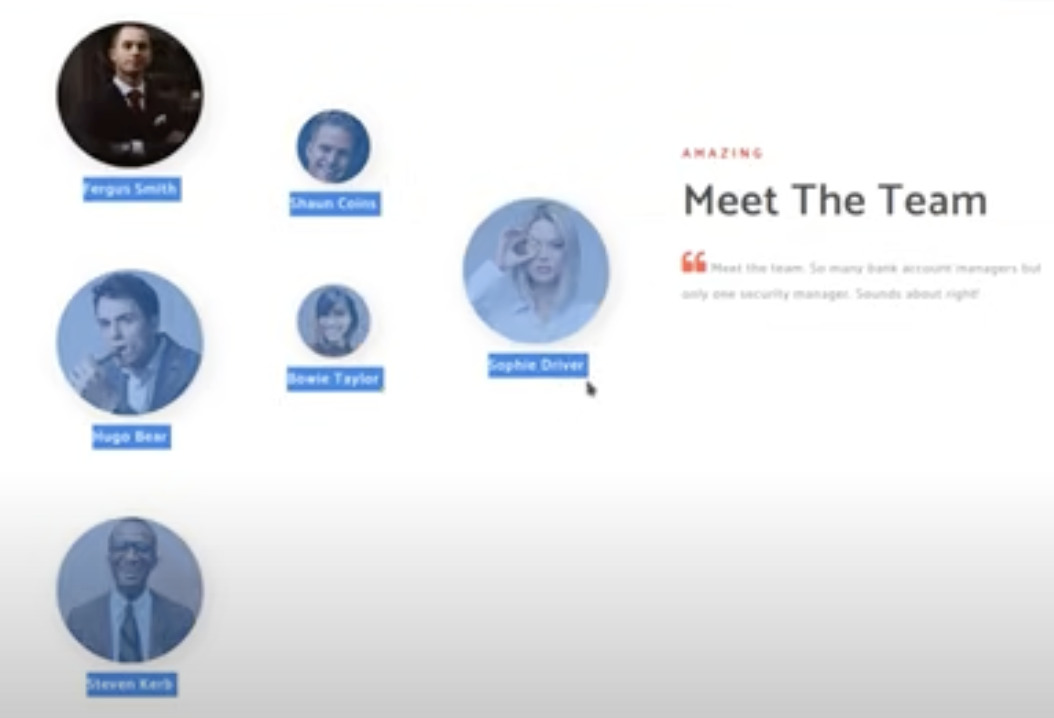 Fergus Smith
Shaun Coins
Hugo Bear
Bowie Taylor
Sophie Driver
Steven Kerb
AMAZING
Meet The Team
“ Meet the team. So many bank account managers but
only one security manager. Sounds about right!